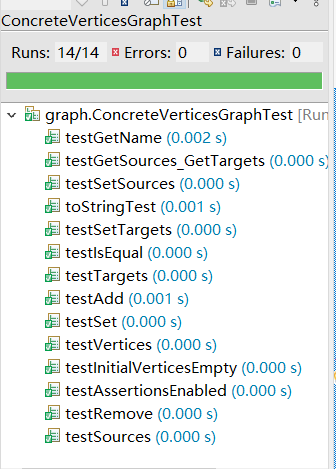 ConcreteVerticesGraphTest
Runs: 14/14 Errors: 0 Failures: 0
graph.ConcreteVerticesGraphTest [Run
testGetName (0.002 s)
testGetSources_GetTargets (0.000 s)
testSetSources (0.000 s)
toStringTest (0.001 s)
testSetTargets (0.000 s)
testIsEqual (0.000 s)
testTargets (0.000 s)
testAdd (0.001 s)
testSet (0.000 s)
testVertices (0.000 s)
testInitialVerticesEmpty (0.000 s)
testAssertionsEnabled (0.000 s)
testRemove (0.000 s)
testSources (0.000 s)